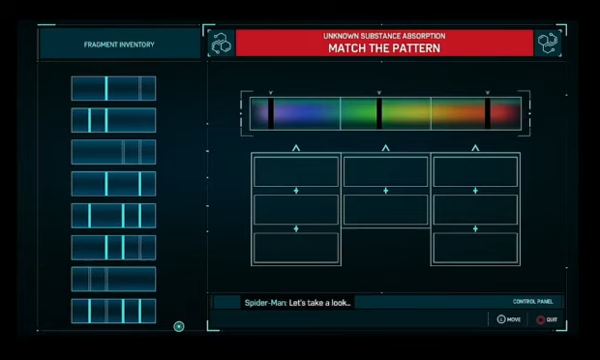 FRAGMENT INVENTORY
UNKNOWN SUBSTANCE ABSORPTION
MATCH THE PATTERN
Spider-Man: Let's take a look...
CONTROL PANEL
L MOVE
QUIT